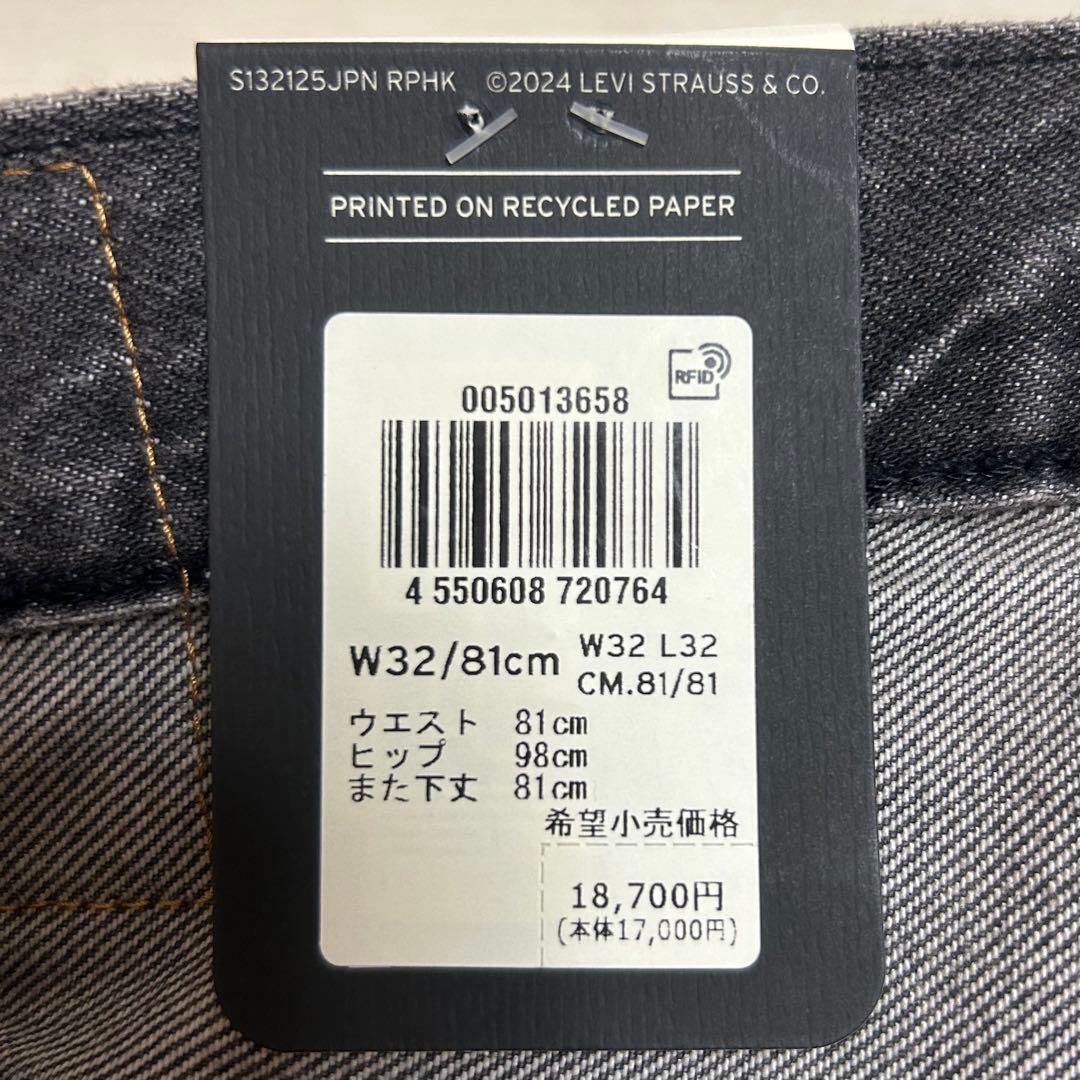 S132125JPN RPHK ©2024 LEVI STRAUSS & CO.
PRINTED ON RECYCLED PAPER
RFID
005013658
4 550608 720764
W32/81cm
W32 L32
CM.81/81
ウエスト 81cm
ヒップ 98cm
また下丈 81cm
希望小売価格
18,700円
(本体17,000円)